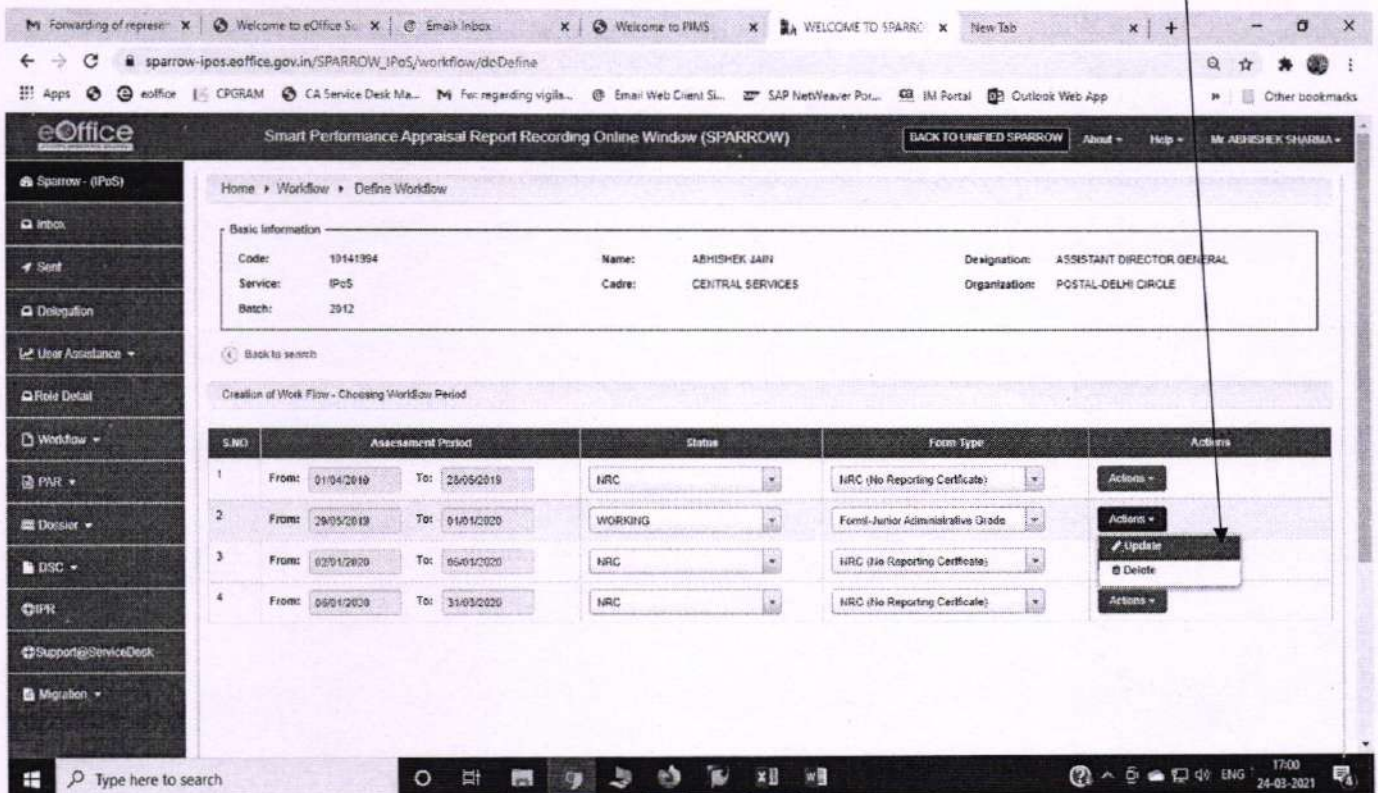 Forwarding of represen Welcome to eOffice Su Email: Inbox Welcome to PIMS WELCOME TO SPARRO New Tab
sparrow-ipos.eoffice.gov.in/SPARROW_IPoS/workflow/doDefine
Apps eoffice CPGRAM CA Service Desk Ma... For regarding vigila... Email Web Client Si... SAP NetWeaver Por... IM Portal Outlook Web App Other bookmarks
eOffice Smart Performance Appraisal Report Recording Online Window (SPARROW) BACK TO UNIFIED SPARROW About Help Mr ABHISHEK SHARMA
Sparrow - (IPoS)
Inbox
Sent
Delegation
User Assistance
Role Detail
Workflow
PAR
Dossier
DSC
IPR
Support@ServiceDesk
Migration
Home Workflow Define Workflow
Basic Information
Code: 10141994 Name: ABHISHEK JAIN Designation: ASSISTANT DIRECTOR GENERAL
Service: IPoS Cadre: CENTRAL SERVICES Organization: POSTAL-DELHI CIRCLE
Batch: 2012
Back to search
Creation of Work Flow - Choosing Workflow Period
S.NO Assessment Period Status Form Type Actions
1 From: 01/04/2019 To: 28/05/2019 NRC NRC (No Reporting Certificate) Actions
2 From: 29/05/2019 To: 01/01/2020 WORKING FormI-Junior Administrative Grade Actions
Update
3 From: 02/01/2020 To: 05/01/2020 NRC NRC (No Reporting Certificate)
Delete
4 From: 06/01/2020 To: 31/03/2020 NRC NRC (No Reporting Certificate) Actions
Type here to search ENG 17:00
24-03-2021